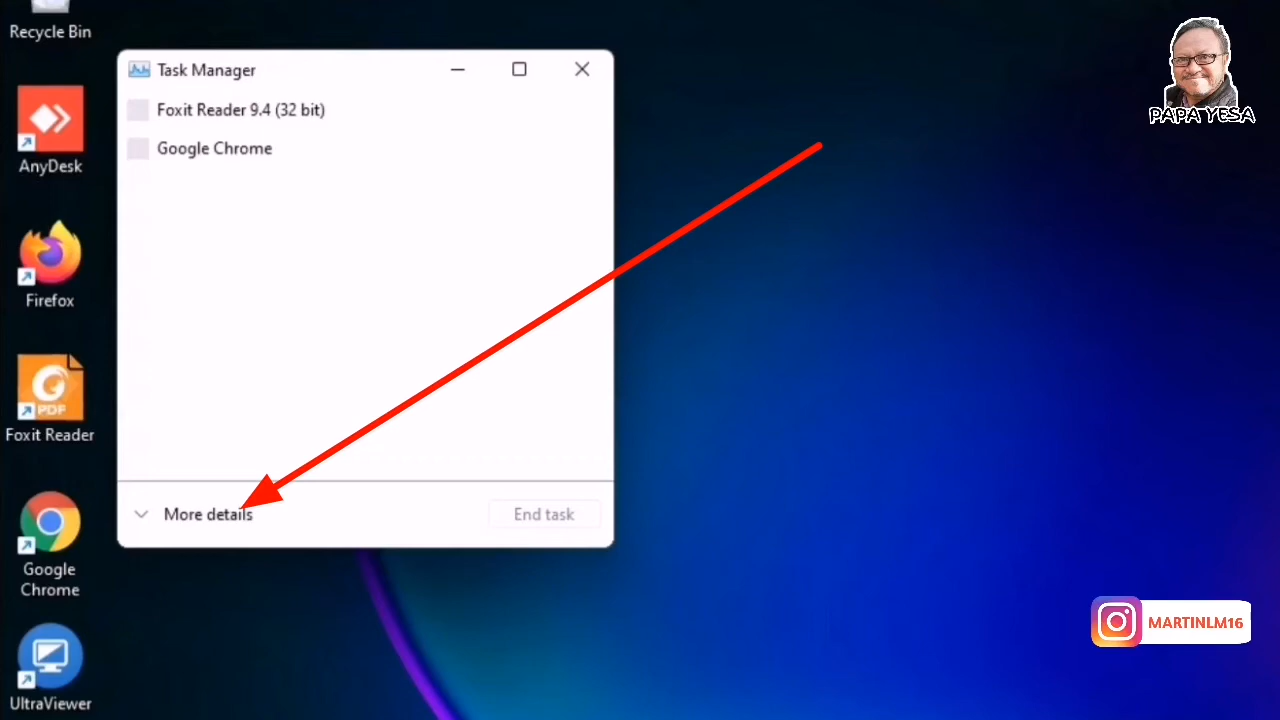 Recycle Bin
Task Manager
Foxit Reader 9.4 (32 bit)
Google Chrome
More details
End task
AnyDesk
Firefox
PDF
Foxit Reader
Google
Chrome
UltraViewer
PAPA YESA
MARTINLM16